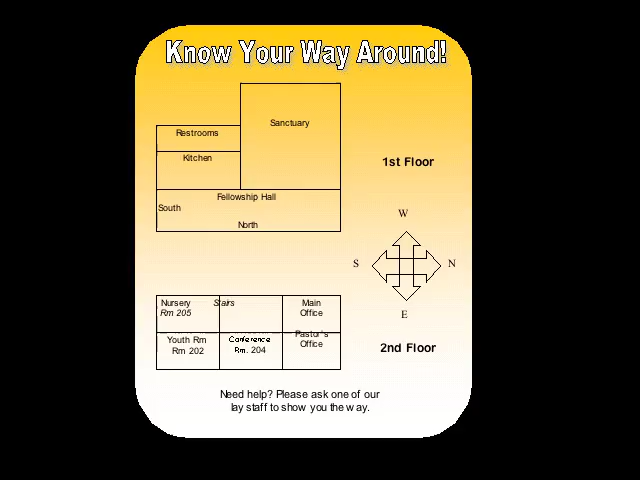 Know Your Way Around!
Sanctuary
Restrooms
Kitchen
1st Floor
Fellowship Hall
South
North
W
S
N
E
Nursery
Rm 205
Stairs
Main
Office
Youth Rm
Rm 202
Conference
Rm. 204
Pastor's
Office
2nd Floor
Need help? Please ask one of our
lay staff to show you the way.